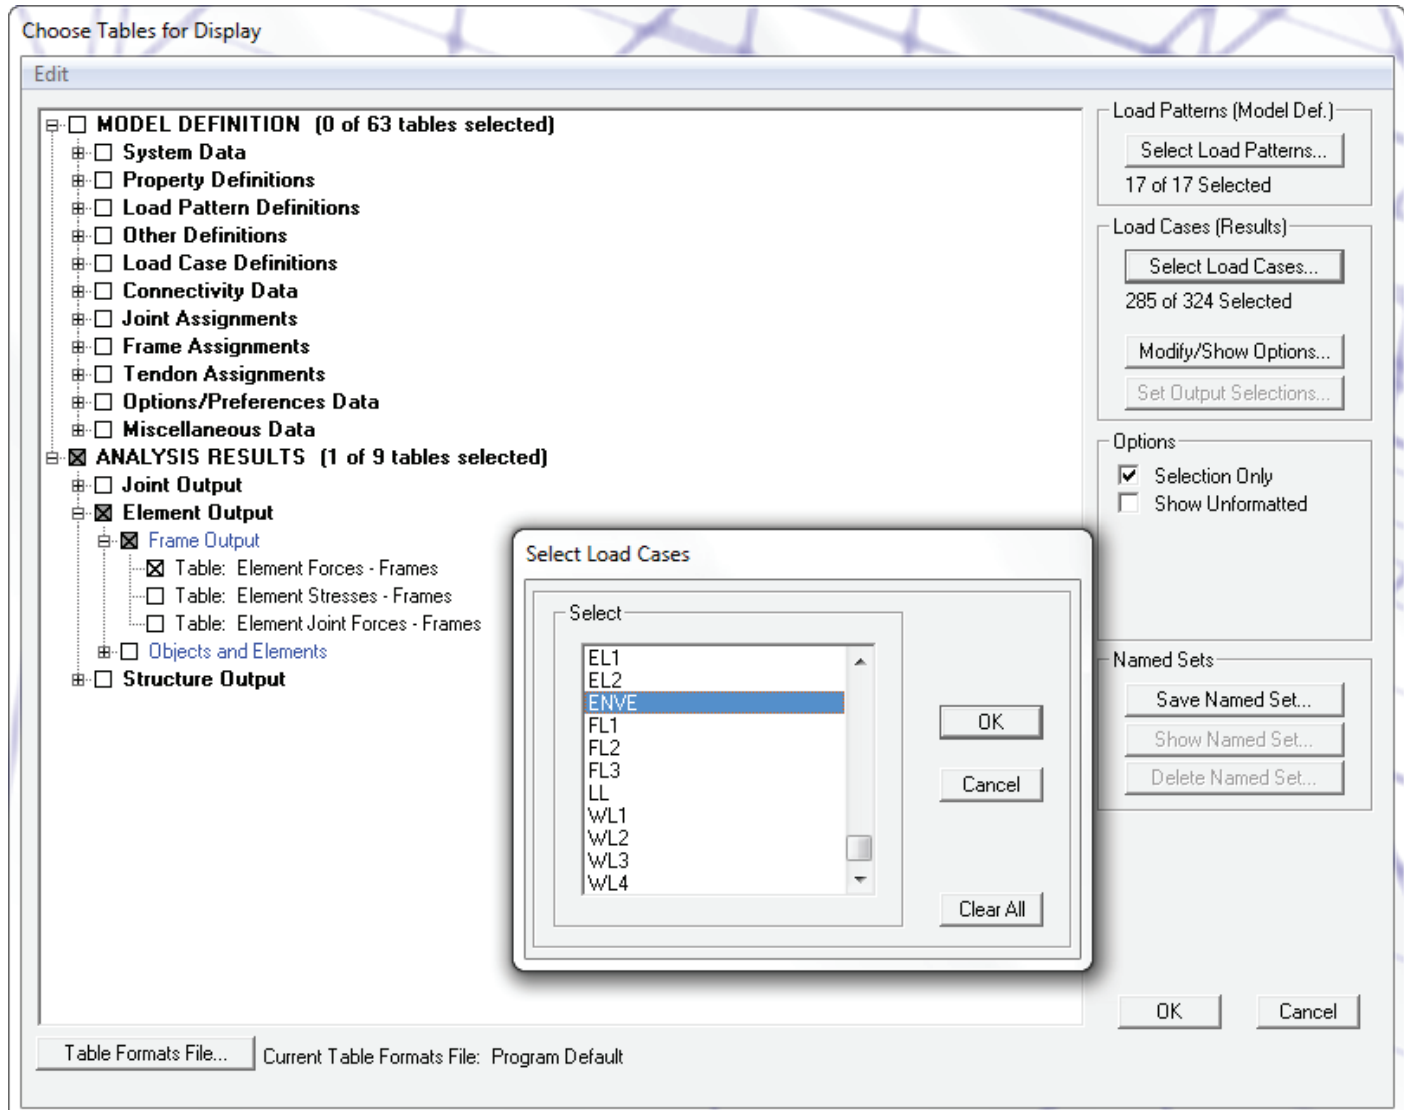 Choose Tables for Display
Edit
MODEL DEFINITION (0 of 63 tables selected)
System Data
Property Definitions
Load Pattern Definitions
Other Definitions
Load Case Definitions
Connectivity Data
Joint Assignments
Frame Assignments
Tendon Assignments
Options/Preferences Data
Miscellaneous Data
ANALYSIS RESULTS (1 of 9 tables selected)
Joint Output
Element Output
Frame Output
Table: Element Forces - Frames
Table: Element Stresses - Frames
Table: Element Joint Forces - Frames
Objects and Elements
Structure Output
Load Patterns (Model Def.)
Select Load Patterns...
17 of 17 Selected
Load Cases (Results)
Select Load Cases...
285 of 324 Selected
Modify/Show Options...
Set Output Selections...
Options
Selection Only
Show Unformatted
Named Sets
Save Named Set...
Show Named Set...
Delete Named Set...
OK
Cancel
Select Load Cases
Select
EL1
EL2
ENVE
FL1
FL2
FL3
LL
WL1
WL2
WL3
WL4
OK
Cancel
Clear All
Table Formats File...
Current Table Formats File: Program Default